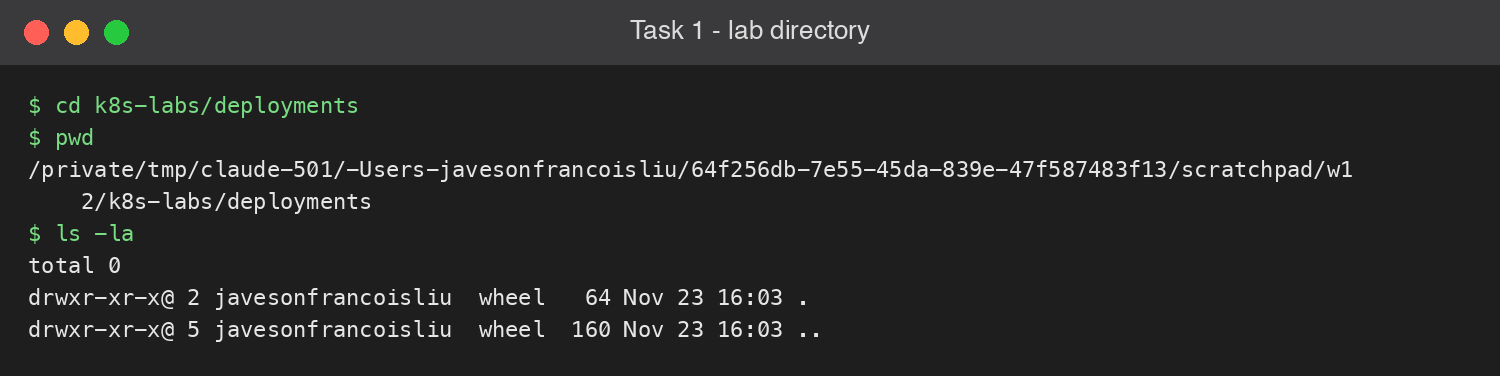 Task 1 - lab directory
$ cd k8s-labs/deployments
$ pwd
/private/tmp/claude-501/-Users-javesonfrancoisliu/64f256db-7e55-45da-839e-47f587483f13/scratchpad/w1
    2/k8s-labs/deployments
$ ls -la
total 0
drwxr-xr-x@ 2 javesonfrancoisliu  wheel   64 Nov 23 16:03 .
drwxr-xr-x@ 5 javesonfrancoisliu  wheel  160 Nov 23 16:03 ..